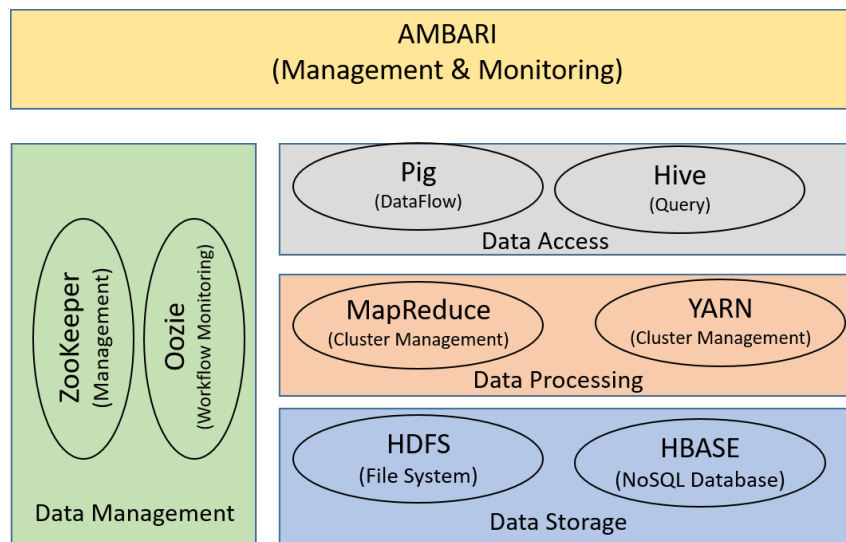 AMBARI
(Management & Monitoring)
ZooKeeper
(Management)
Oozie
(Workflow Monitoring)
Data Management
Pig
(DataFlow)
Hive
(Query)
Data Access
MapReduce
(Cluster Management)
YARN
(Cluster Management)
Data Processing
HDFS
(File System)
HBASE
(NoSQL Database)
Data Storage